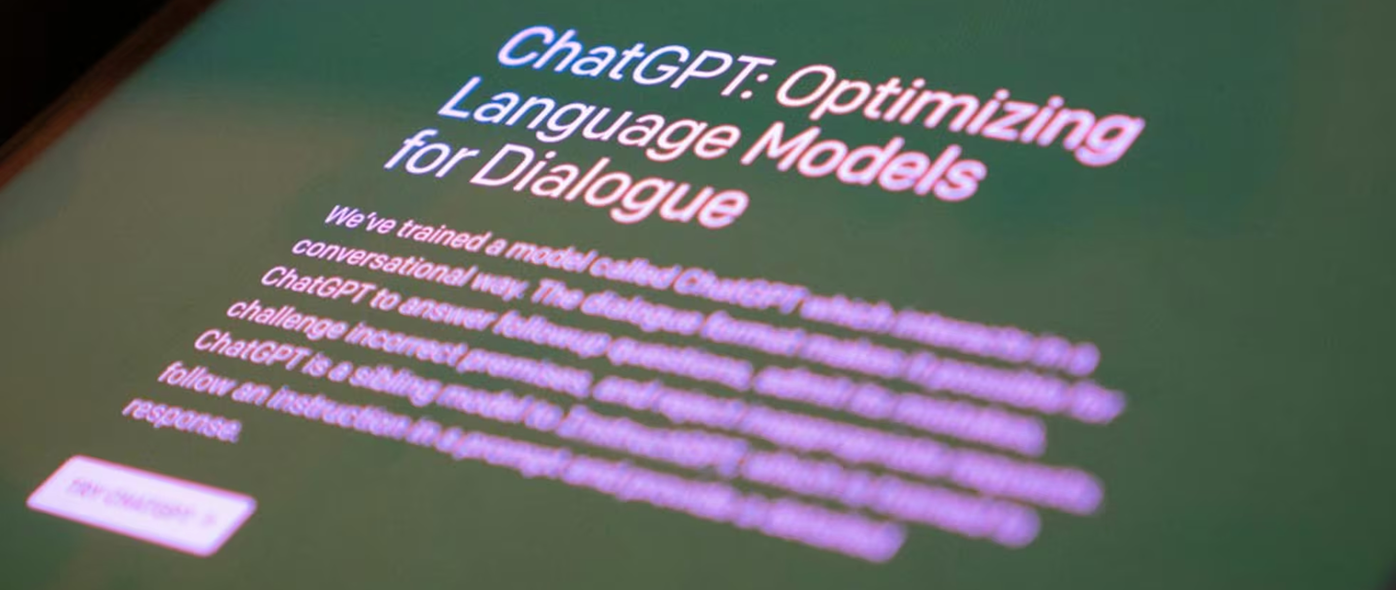 ChatGPT: Optimizing
Language Models
for Dialogue
We've trained a model called ChatGPT which interacts in a
conversational way. The dialogue format makes it possible for
ChatGPT to answer followup questions, admit its mistakes,
challenge incorrect premises, and reject inappropriate requests.
ChatGPT is a sibling model to InstructGPT, which is trained to
follow an instruction in a prompt and provide a detailed
response.
TRY CHATGPT